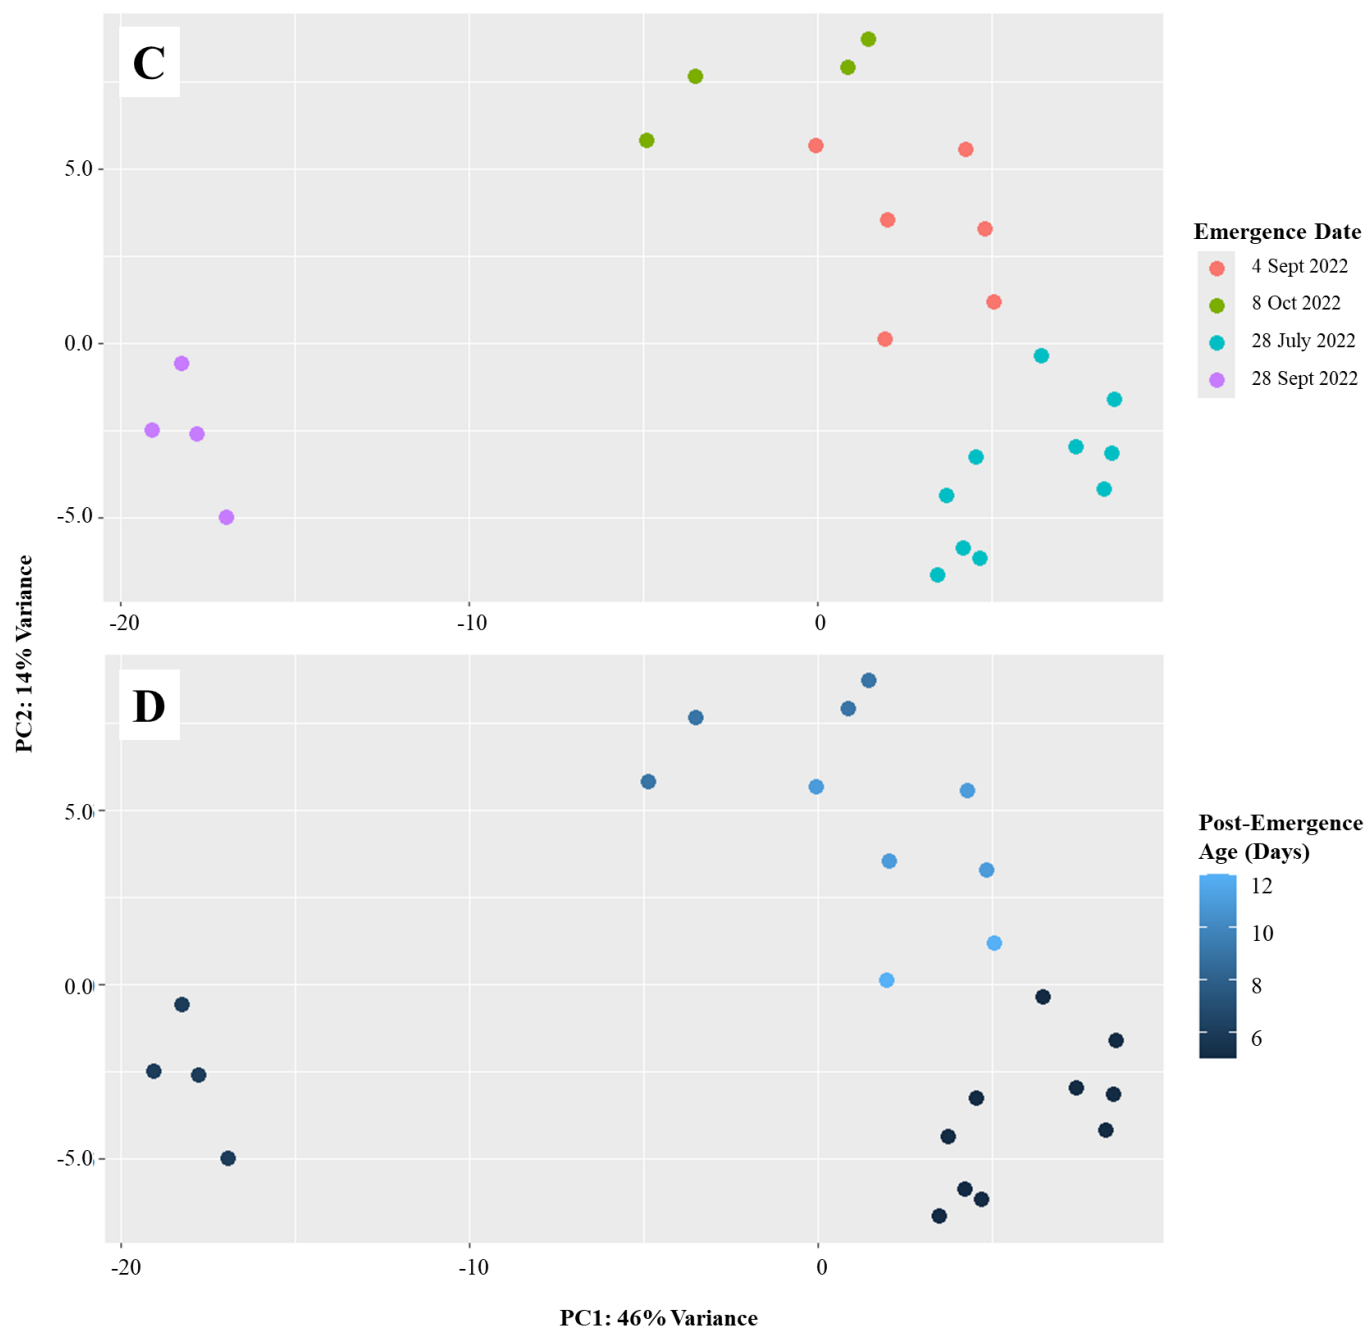 C
5.0
0.0
-5.0
-20
-10
0
Emergence Date
4 Sept 2022
8 Oct 2022
28 July 2022
28 Sept 2022
PC2: 14% Variance
D
5.0
0.0
-5.0
-20
-10
0
Post-Emergence
Age (Days)
12
10
8
6
PC1: 46% Variance